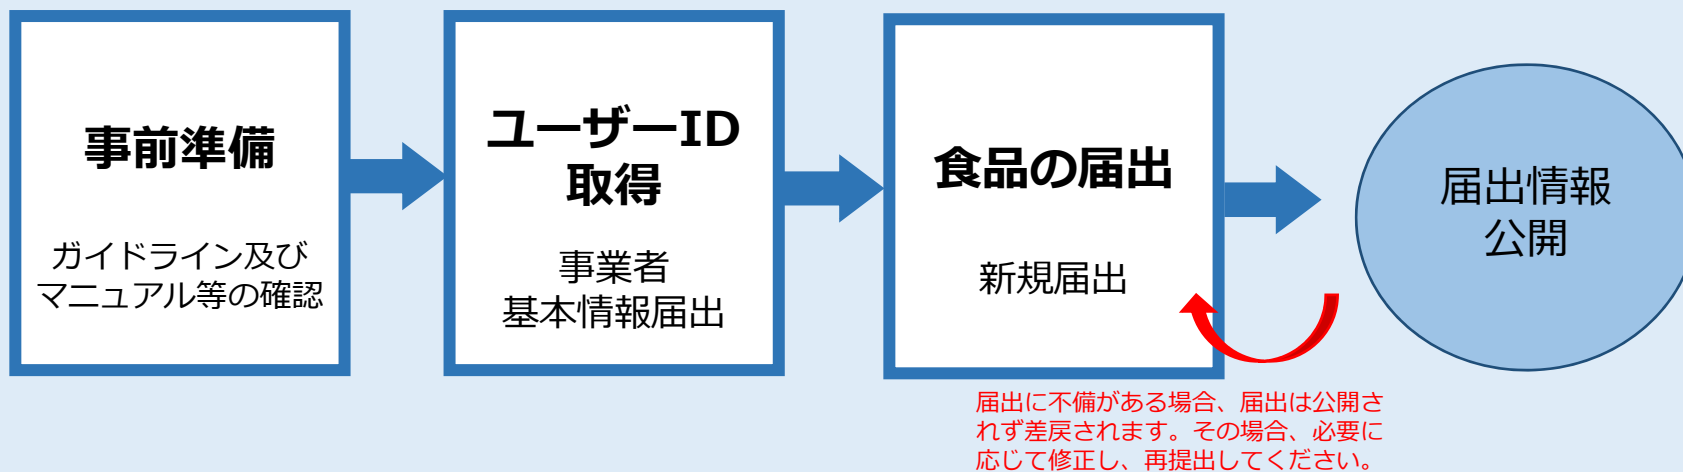 事前準備
ガイドライン及び
マニュアル等の確認
ユーザーID
取得
事業者
基本情報届出
食品の届出
新規届出
届出情報
公開
届出に不備がある場合、届出は公開さ
れず差戻されます。その場合、必要に
応じて修正し、再提出してください。